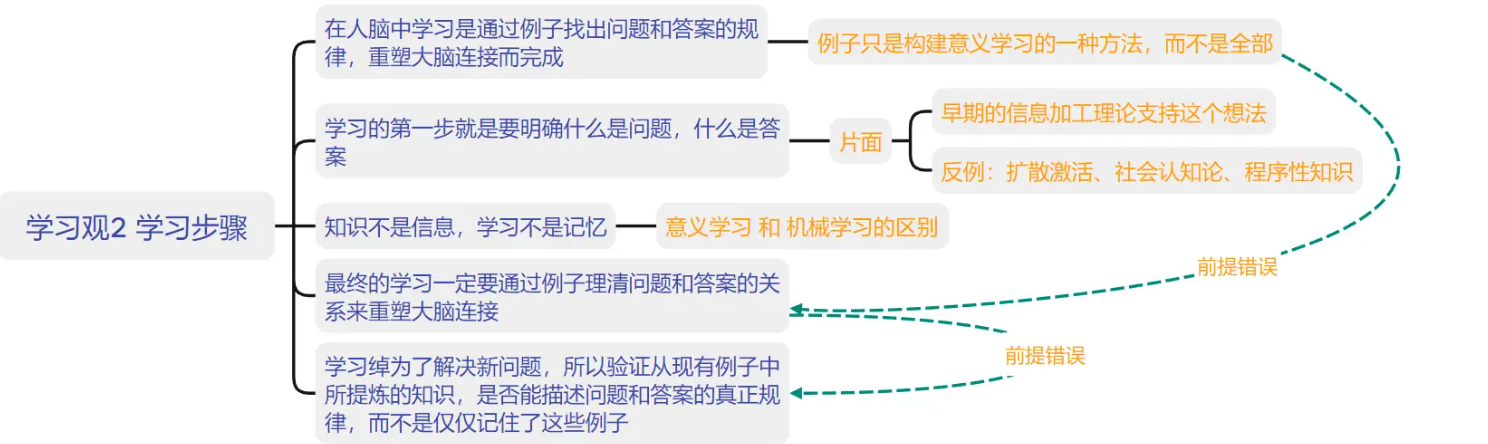 在人脑中学习是通过例子找出问题和答案的规
律，重塑大脑连接而完成
例子只是构建意义学习的一种方法，而不是全部
学习的第一步就是要明确什么是问题，什么是答
案
片面
早期的信息加工理论支持这个想法
反例：扩散激活、社会认知论、程序性知识
学习观2 学习步骤
知识不是信息，学习不是记忆
意义学习 和 机械学习的区别
前提错误
最终的学习一定要通过例子理清问题和答案的关
系来重塑大脑连接
前提错误
学习绰为了解决新问题，所以验证从现有例子中
所提炼的知识，是否能描述问题和答案的真正规
律，而不是仅仅记住了这些例子